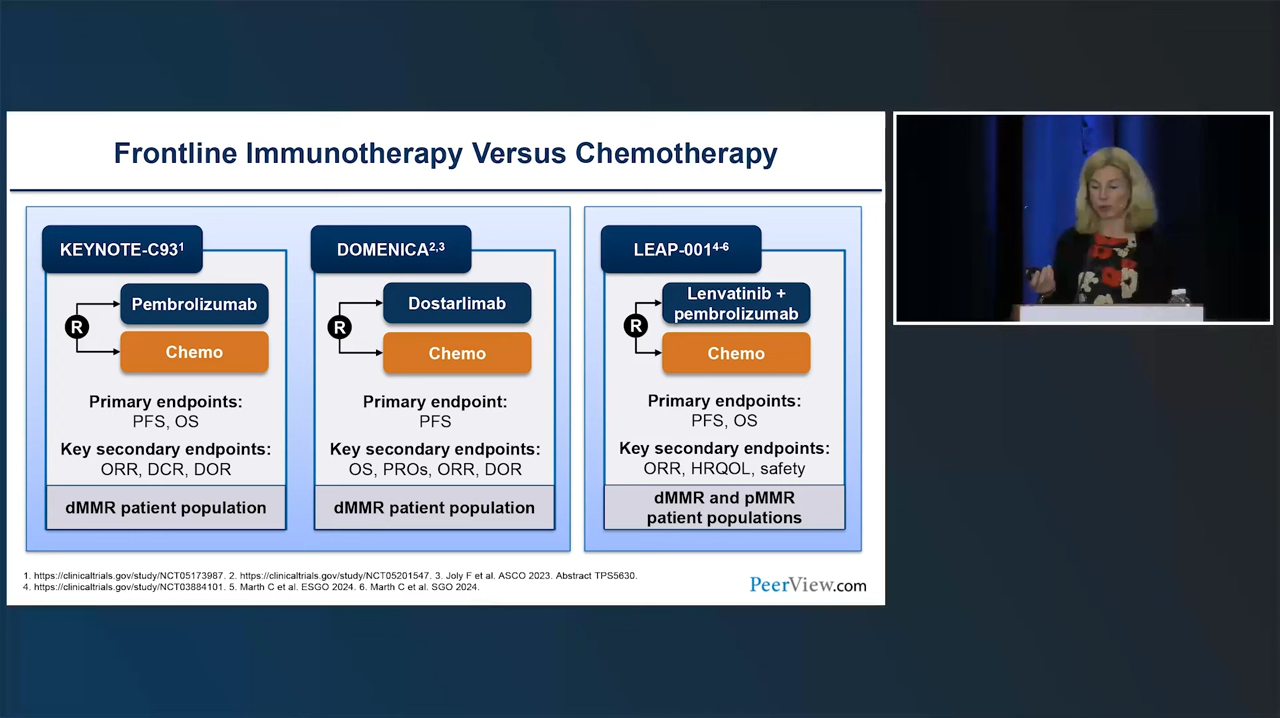 Frontline Immunotherapy Versus Chemotherapy
KEYNOTE-C93¹
R
Pembrolizumab
Chemo
Primary endpoints:
PFS, OS
Key secondary endpoints:
ORR, DCR, DOR
dMMR patient population
DOMENICA²,³
R
Dostarlimab
Chemo
Primary endpoint:
PFS
Key secondary endpoints:
OS, PROs, ORR, DOR
dMMR patient population
LEAP-001⁴-⁶
R
Lenvatinib +
pembrolizumab
Chemo
Primary endpoints:
PFS, OS
Key secondary endpoints:
ORR, HRQOL, safety
dMMR and pMMR
patient populations
1. https://clinicaltrials.gov/study/NCT05173987. 2. https://clinicaltrials.gov/study/NCT05201547. 3. Joly F et al. ASCO 2023. Abstract TPS5630.
4. https://clinicaltrials.gov/study/NCT03884101. 5. Marth C et al. ESGO 2024. 6. Marth C et al. SGO 2024.
PeerView.com